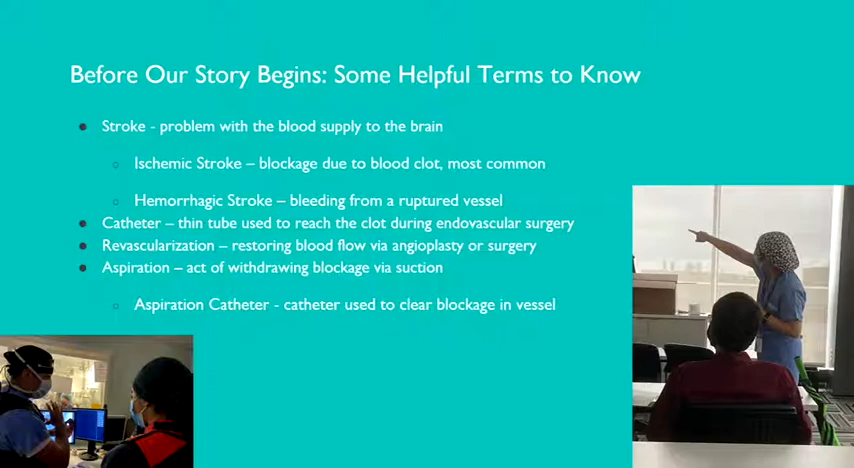 Before Our Story Begins: Some Helpful Terms to Know
Stroke - problem with the blood supply to the brain
Ischemic Stroke – blockage due to blood clot, most common
Hemorrhagic Stroke – bleeding from a ruptured vessel
Catheter – thin tube used to reach the clot during endovascular surgery
Revascularization – restoring blood flow via angioplasty or surgery
Aspiration – act of withdrawing blockage via suction
Aspiration Catheter - catheter used to clear blockage in vessel